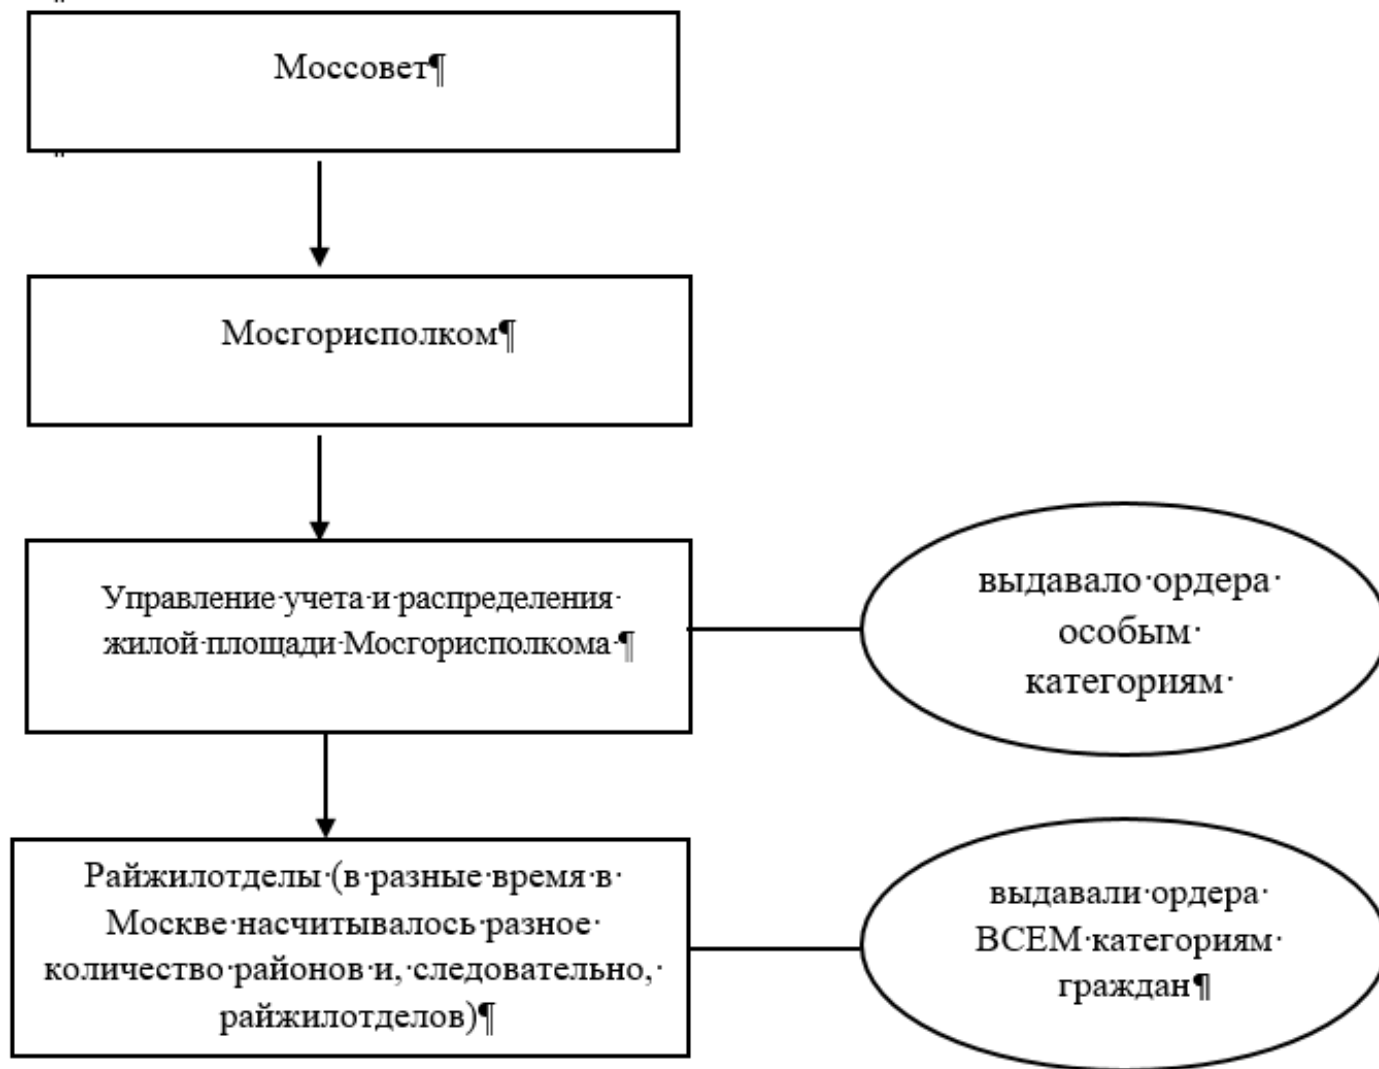 Моссовет¶
Мосгорисполком¶
Управление·учета·и·распределения·
жилой·площади·Мосгорисполкома·¶
выдавало·ордера·
особым·
категориям·
Райжилотделы·(в·разные·время·в·
Москве·насчитывалось·разное·
количество·районов·и,·следовательно,·
райжилотделов)¶
выдавали·ордера·
ВСЕМ·категориям·
граждан¶